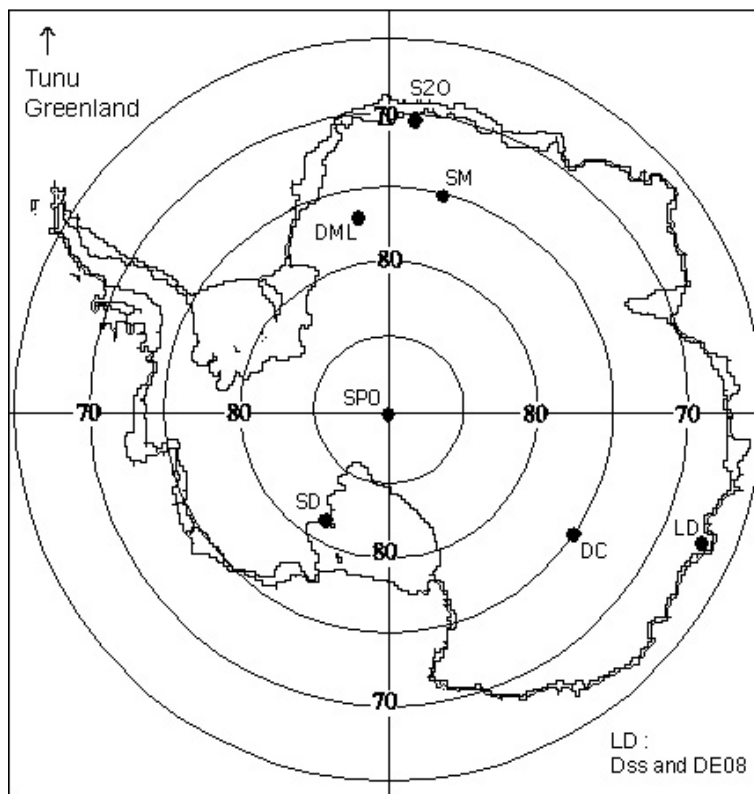 ↑
Tunu
Greenland
S20
70
SM
DML
80
SPO
70
80
80
70
SD
LD
DC
80
70
LD :
Dss and DE08